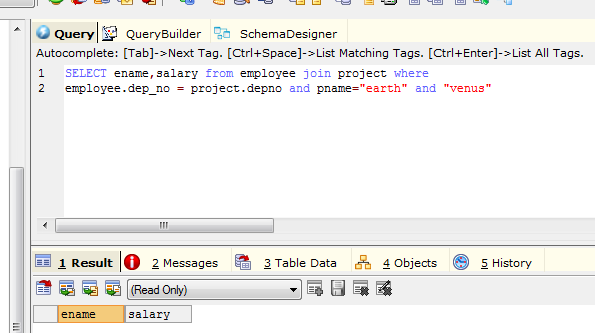 Query QueryBuilder SchemaDesigner
Autocomplete: [Tab]->Next Tag. [Ctrl+Space]->List Matching Tags. [Ctrl+Enter]->List All Tags.
1 SELECT ename,salary from employee join project where
2 employee.dep_no = project.depno and pname="earth" and "venus"
1 Result 2 Messages 3 Table Data 4 Objects 5 History
(Read Only)
ename salary